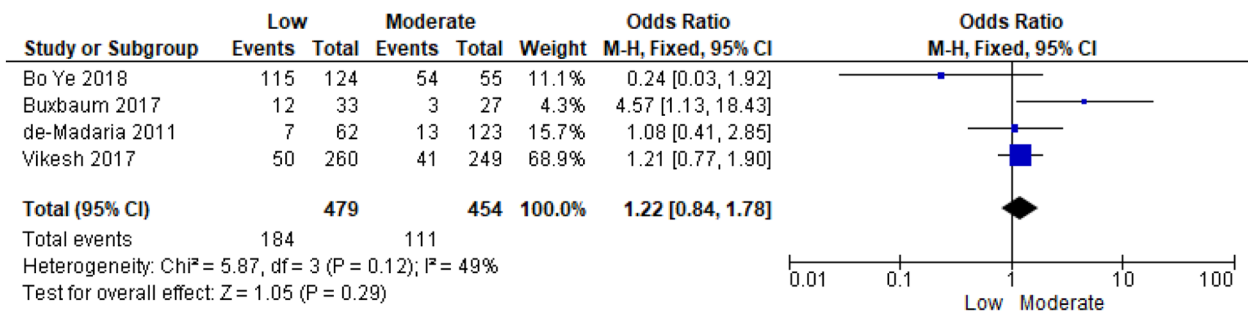 Low Moderate Odds Ratio Odds Ratio
Study or Subgroup Events Total Events Total Weight M-H, Fixed, 95% CI M-H, Fixed, 95% CI
Bo Ye 2018 115 124 54 55 11.1% 0.24 [0.03, 1.92]
Buxbaum 2017 12 33 3 27 4.3% 4.57 [1.13, 18.43]
de-Madaria 2011 7 62 13 123 15.7% 1.08 [0.41, 2.85]
Vikesh 2017 50 260 41 249 68.9% 1.21 [0.77, 1.90]
Total (95% CI) 479 454 100.0% 1.22 [0.84, 1.78]
Total events 184 111
Heterogeneity: Chi² = 5.87, df = 3 (P = 0.12); I² = 49%
Test for overall effect: Z = 1.05 (P = 0.29)
0.01 0.1 1 10 100
Low Moderate